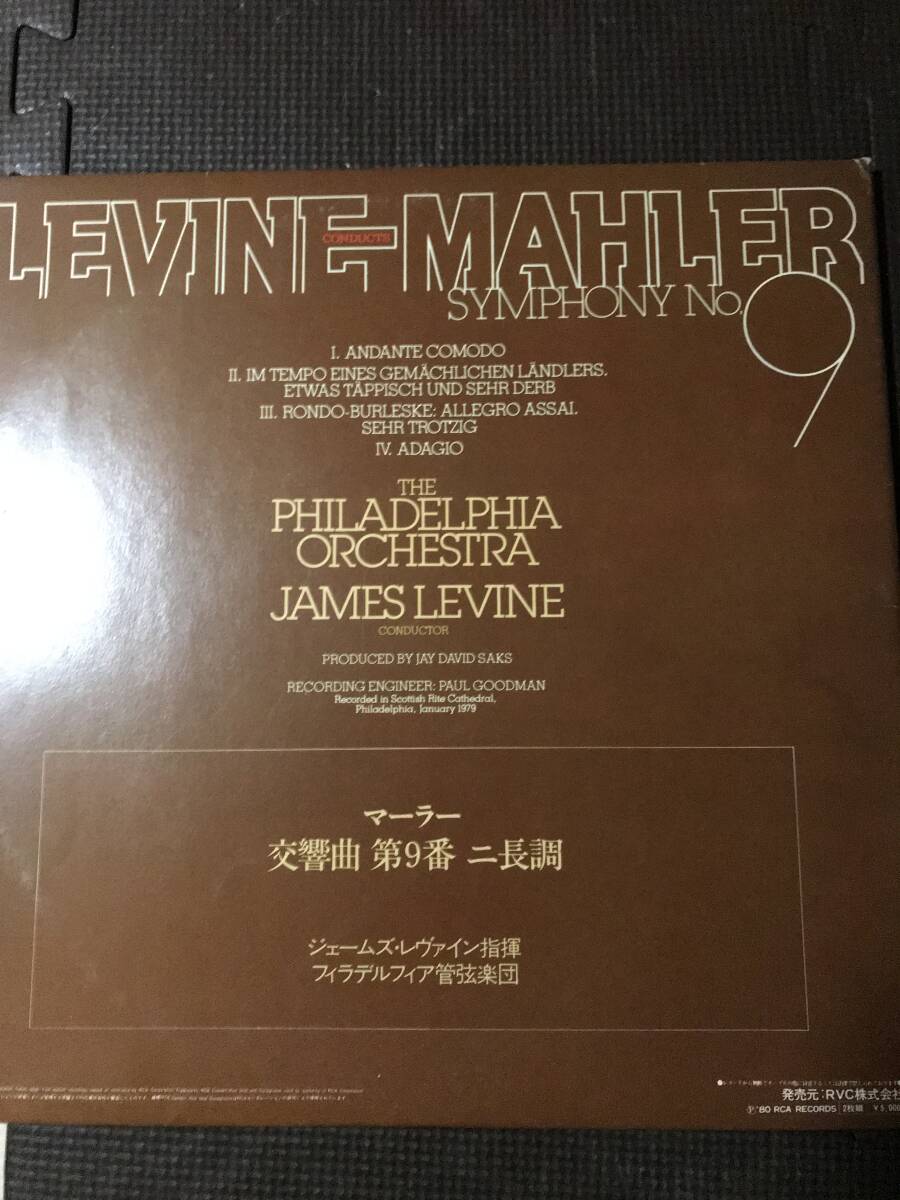 LEVINE CONDUCTS MAHLER
SYMPHONY No. 9
I. ANDANTE COMODO
II. IM TEMPO EINES GEMÄCHLICHEN LÄNDLERS.
ETWAS TÄPPISCH UND SEHR DERB
III. RONDO-BURLESKE: ALLEGRO ASSAI.
SEHR TROTZIG
IV. ADAGIO
THE
PHILADELPHIA
ORCHESTRA
JAMES LEVINE
CONDUCTOR
PRODUCED BY JAY DAVID SAKS
RECORDING ENGINEER: PAUL GOODMAN
Recorded in Scottish Rite Cathedral,
Philadelphia, January 1979
マーラー
交響曲 第9番 ニ長調
ジェームズ・レヴァイン指揮
フィラデルフィア管弦楽団
発売元:RVC株式会社
Ⓟ'80 RCA RECORDS 2枚組 ¥5,000